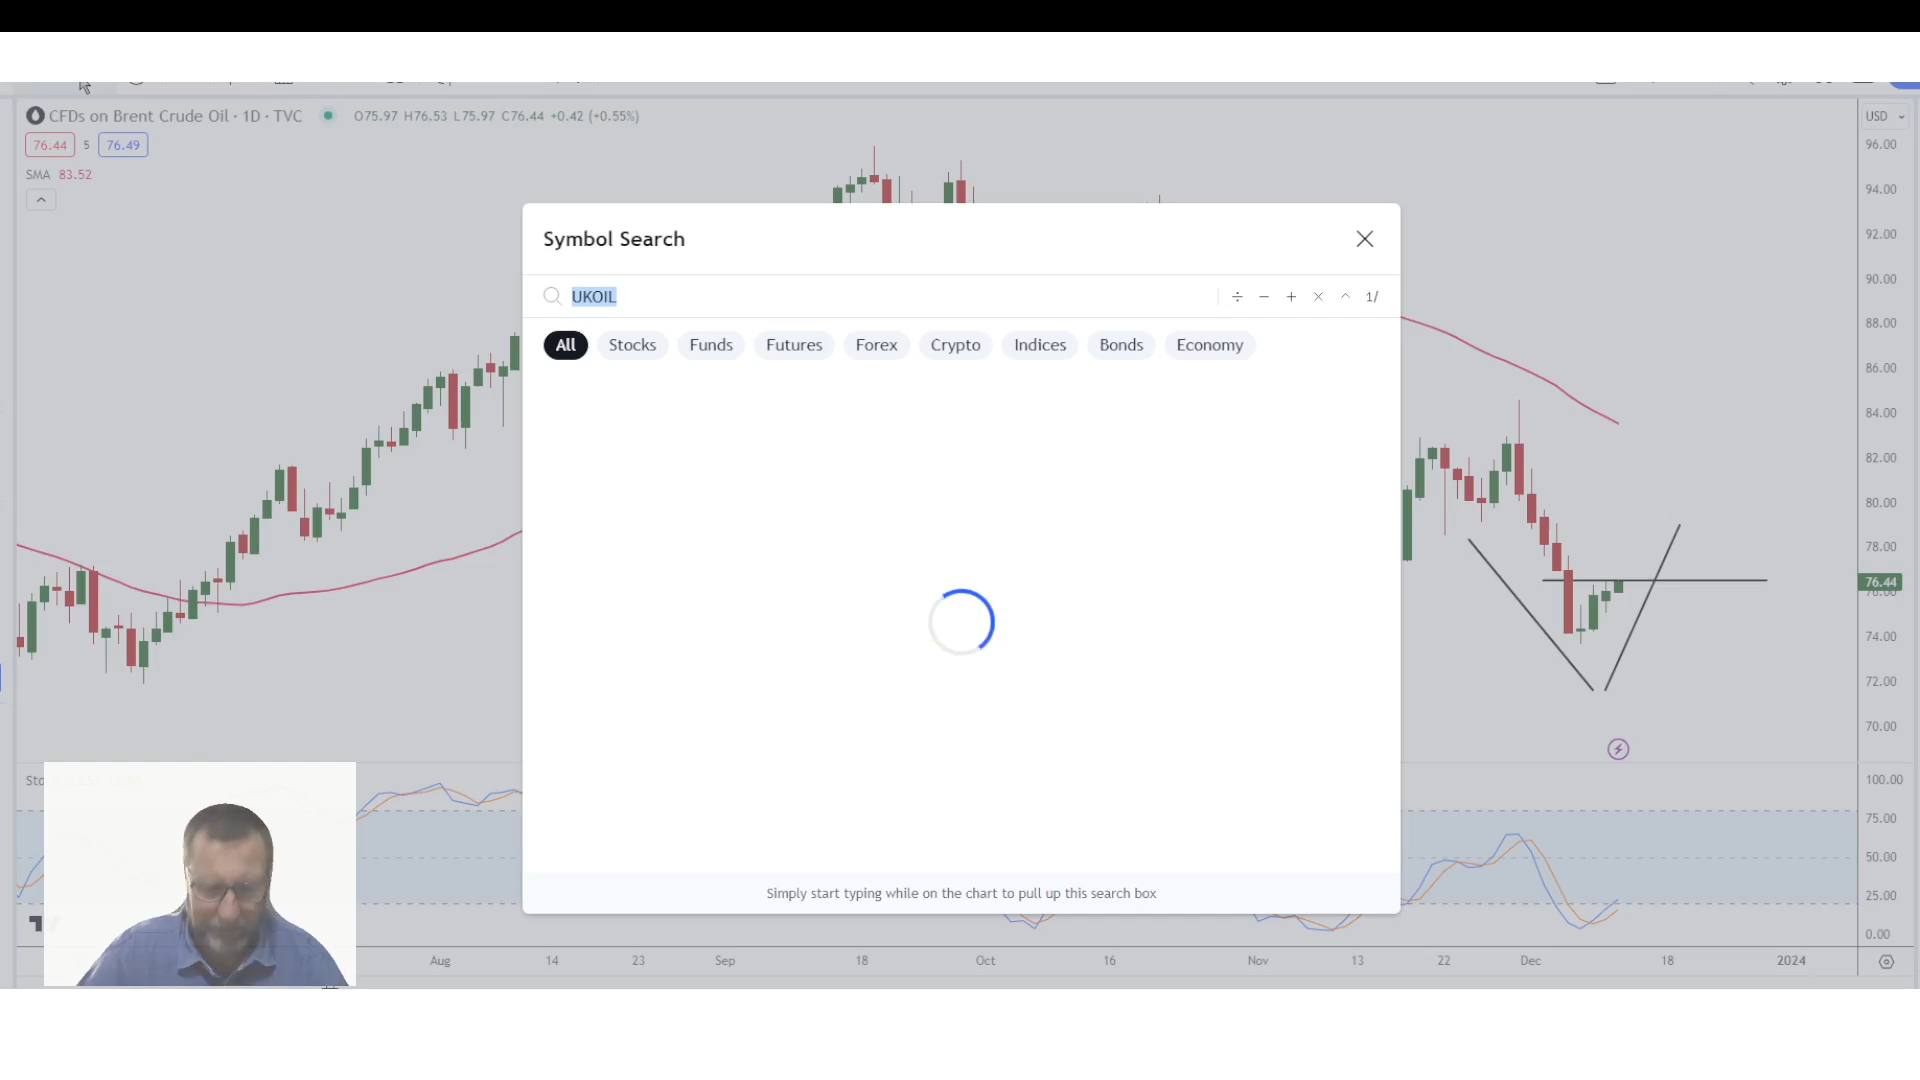 CFDs on Brent Crude Oil · 1D · TVC O75.97 H76.53 L75.97 C76.44 +0.42 (+0.55%)
76.44 5 76.49
SMA 83.52
USD
96.00
94.00
92.00
90.00
88.00
86.00
84.00
82.00
80.00
78.00
76.44
76.00
74.00
72.00
70.00
Symbol Search
UKOIL ÷ − + × ^ 1/
All Stocks Funds Futures Forex Crypto Indices Bonds Economy
Simply start typing while on the chart to pull up this search box
Sto
100.00
75.00
50.00
25.00
0.00
Aug 14 23 Sep 18 Oct 16 Nov 13 22 Dec 18 2024